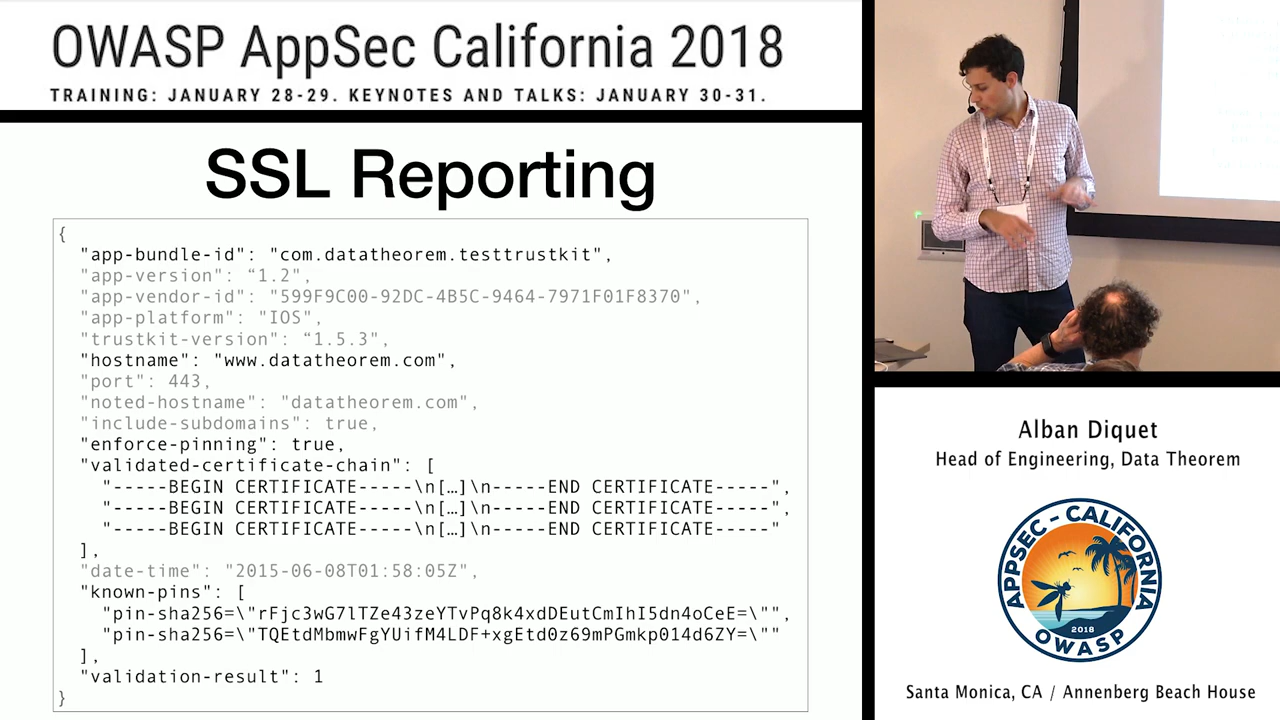 OWASP AppSec California 2018
TRAINING: JANUARY 28-29. KEYNOTES AND TALKS: JANUARY 30-31.
SSL Reporting
{
"app-bundle-id": "com.datatheorem.testtrustkit",
"app-version": “1.2",
"app-vendor-id": "599F9C00-92DC-4B5C-9464-7971F01F8370",
"app-platform": "IOS",
"trustkit-version": “1.5.3",
"hostname": "www.datatheorem.com",
"port": 443,
"noted-hostname": "datatheorem.com",
"include-subdomains": true,
"enforce-pinning": true,
"validated-certificate-chain": [
"-----BEGIN CERTIFICATE-----\n[…]\n-----END CERTIFICATE-----",
"-----BEGIN CERTIFICATE-----\n[…]\n-----END CERTIFICATE-----",
"-----BEGIN CERTIFICATE-----\n[…]\n-----END CERTIFICATE-----"
],
"date-time": "2015-06-08T01:58:05Z",
"known-pins": [
"pin-sha256=\"rFjc3wG7lTZe43zeYTvPq8k4xdDEutCmIhI5dn4oCeE=\"",
"pin-sha256=\"TQEtdMbmwFgYUifM4LDF+xgEtd0z69mPGmkp014d6ZY=\""
],
"validation-result": 1
}
Alban Diquet
Head of Engineering, Data Theorem
APPSEC - CALIFORNIA
2018
OWASP
Santa Monica, CA / Annenberg Beach House